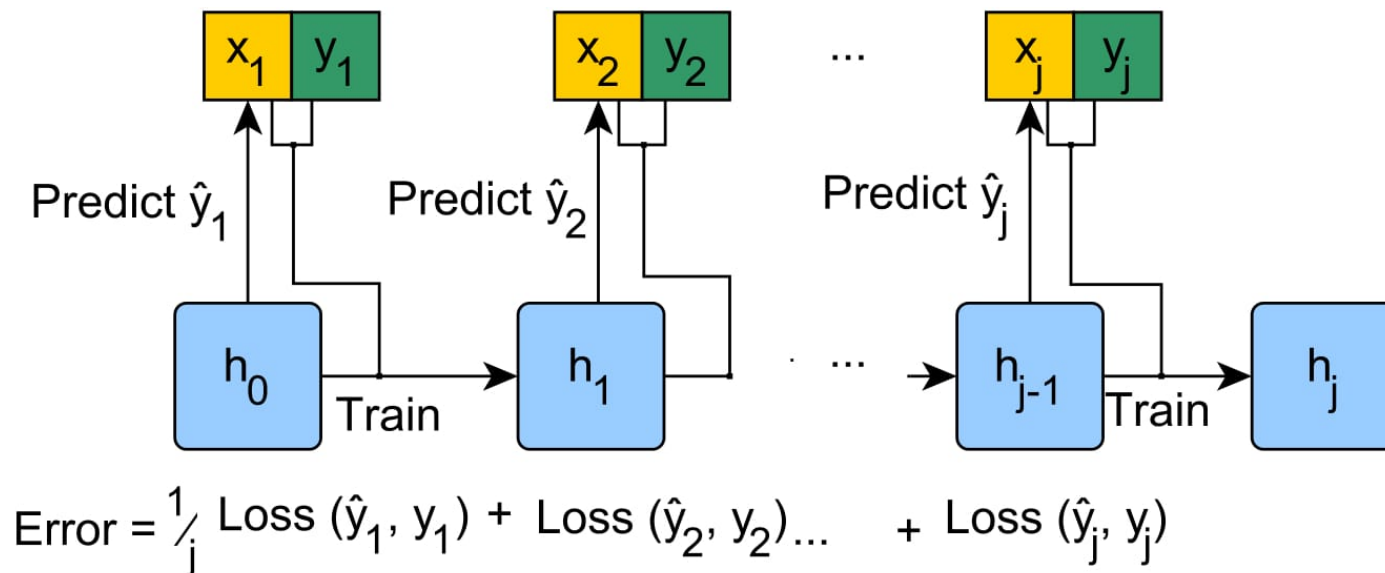 x₁ y₁ x₂ y₂ ... xⱼ yⱼ
Predict ŷ₁ Predict ŷ₂ Predict ŷⱼ
h₀ h₁ ... hⱼ₋₁ hⱼ
Train Train
Error = ¹⁄ⱼ Loss (ŷ₁, y₁) + Loss (ŷ₂, y₂)... + Loss (ŷⱼ, yⱼ)